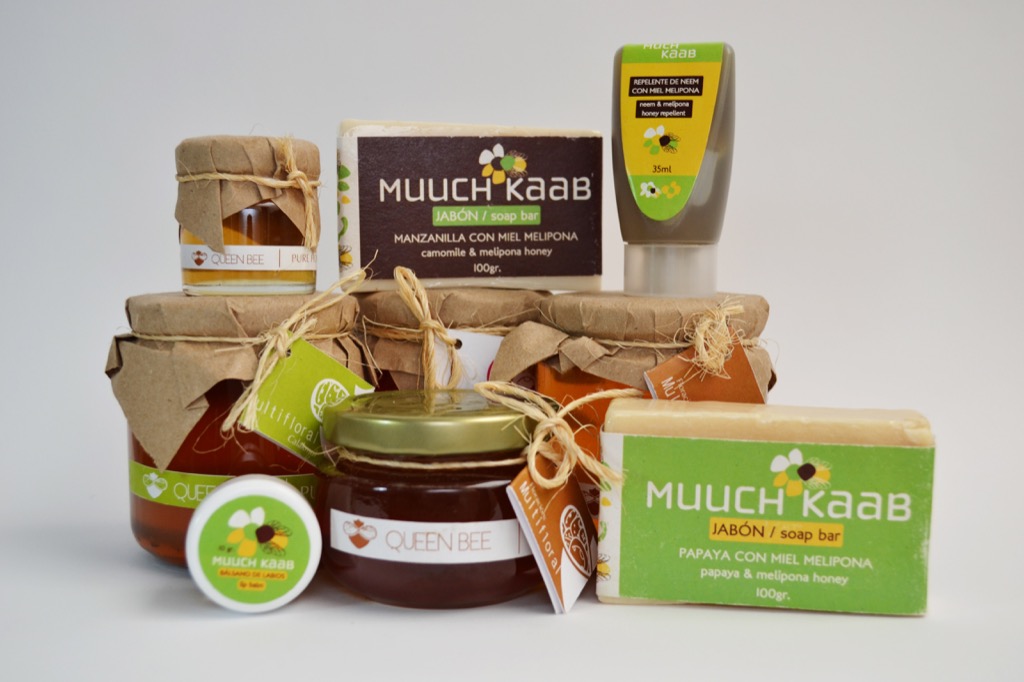 MUUCH
KAAB
REPELENTE DE NEEM
CON MIEL MELIPONA
neem & melipona
honey repellent
35ml
QUEEN BEE
PURE
MUUCH KAAB
JABÓN / soap bar
MANZANILLA CON MIEL MELIPONA
camomile & melipona honey
100gr.
Multifloral
QUEEN BEE
MUUCH KAAB
BÁLSAMO DE LABIOS
lip balm
QUEEN BEE
Multifloral
MUUCH KAAB
JABÓN / soap bar
PAPAYA CON MIEL MELIPONA
papaya & melipona honey
100gr.